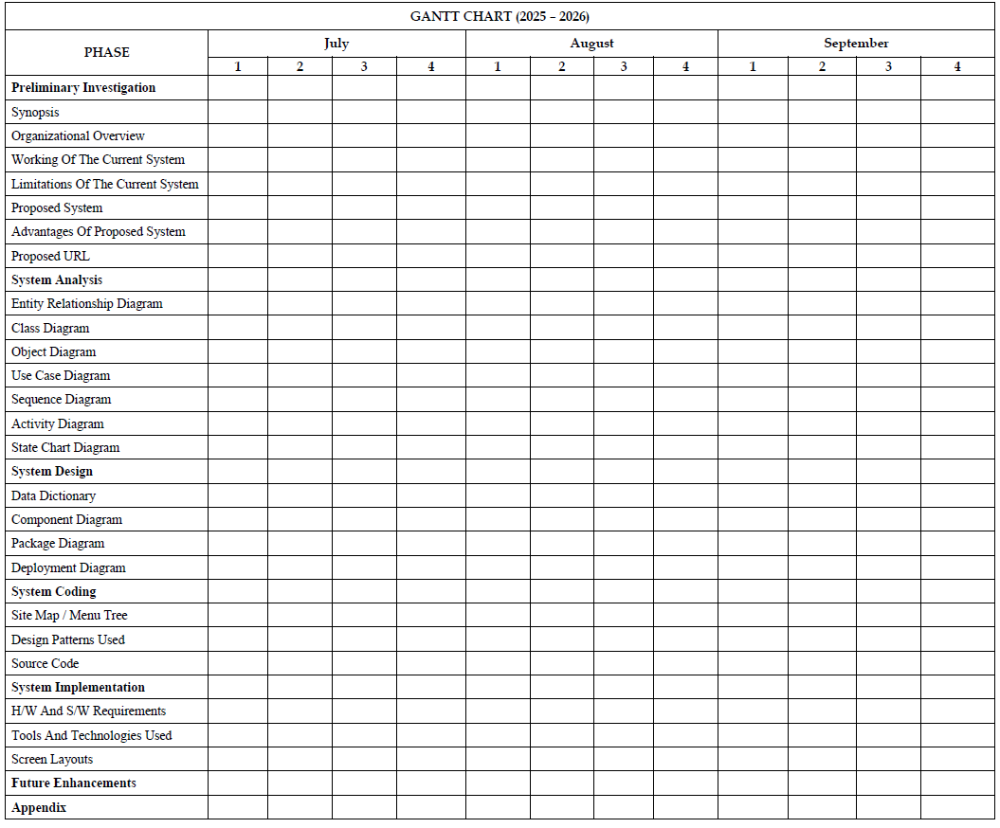 GANTT CHART (2025 – 2026)
PHASE
July August September
1 2 3 4 1 2 3 4 1 2 3 4
Preliminary Investigation
Synopsis
Organizational Overview
Working Of The Current System
Limitations Of The Current System
Proposed System
Advantages Of Proposed System
Proposed URL
System Analysis
Entity Relationship Diagram
Class Diagram
Object Diagram
Use Case Diagram
Sequence Diagram
Activity Diagram
State Chart Diagram
System Design
Data Dictionary
Component Diagram
Package Diagram
Deployment Diagram
System Coding
Site Map / Menu Tree
Design Patterns Used
Source Code
System Implementation
H/W And S/W Requirements
Tools And Technologies Used
Screen Layouts
Future Enhancements
Appendix